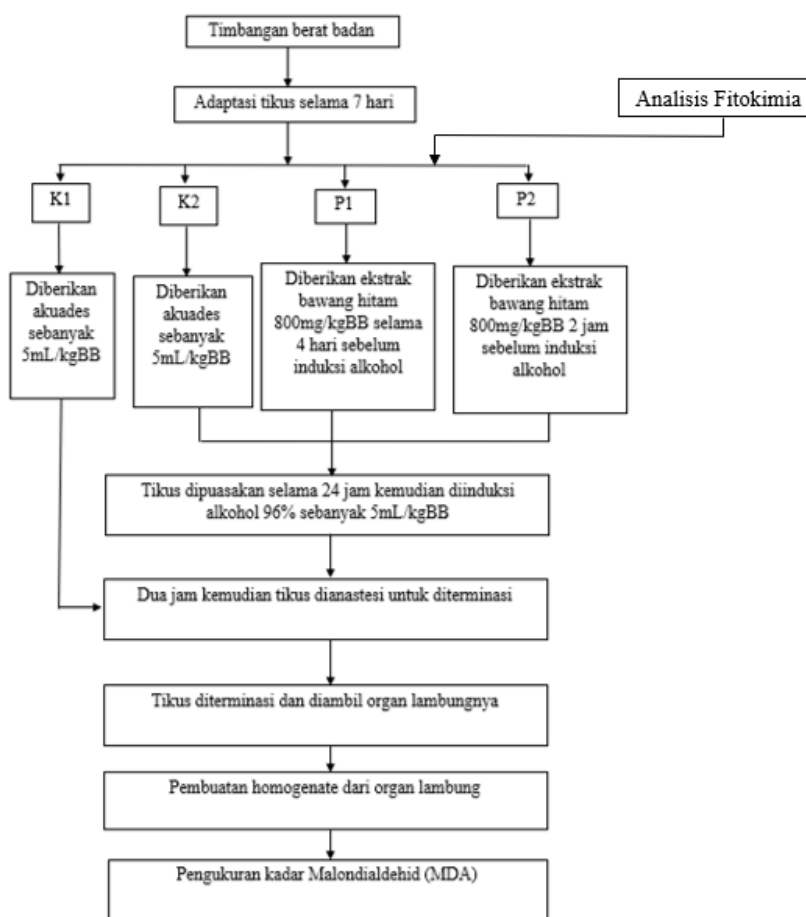 Timbangan berat badan
Adaptasi tikus selama 7 hari
Analisis Fitokimia
K1
K2
P1
P2
Diberikan
akuades
sebanyak
5mL/kgBB
Diberikan
akuades
sebanyak
5mL/kgBB
Diberikan ekstrak
bawang hitam
800mg/kgBB selama
4 hari sebelum
induksi alkohol
Diberikan ekstrak
bawang hitam
800mg/kgBB 2 jam
sebelum induksi
alkohol
Tikus dipuasakan selama 24 jam kemudian diinduksi
alkohol 96% sebanyak 5mL/kgBB
Dua jam kemudian tikus dianastesi untuk diterminasi
Tikus diterminasi dan diambil organ lambungnya
Pembuatan homogenate dari organ lambung
Pengukuran kadar Malondialdehid (MDA)